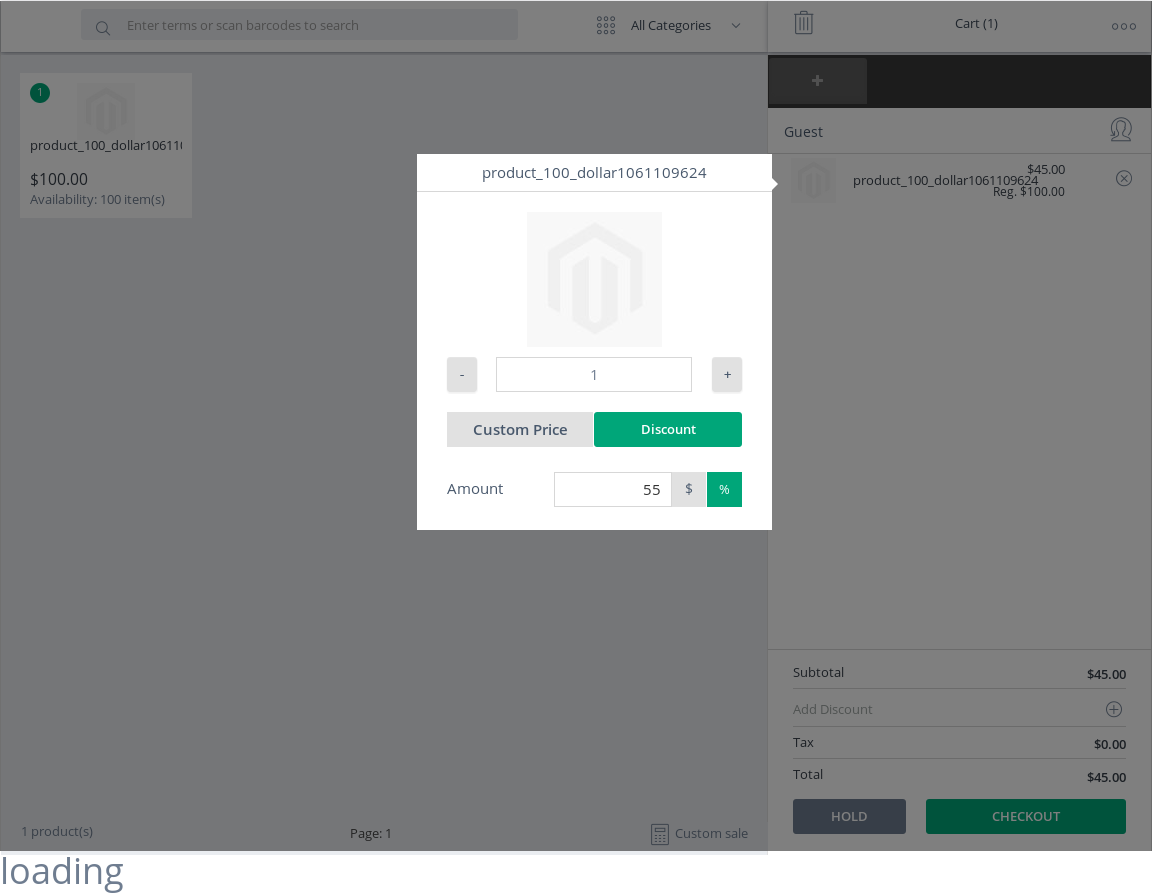 Enter terms or scan barcodes to search
All Categories
Cart (1)
+
Guest
1
product_100_dollar10611(
$100.00
Availability: 100 item(s)
product_100_dollar1061109624
$45.00
product_100_dollar1061109624
Reg. $100.00
- 1 +
Custom Price Discount
Amount 55 $ %
Subtotal $45.00
Add Discount
Tax $0.00
Total $45.00
HOLD CHECKOUT
1 product(s) Page: 1 Custom sale
loading